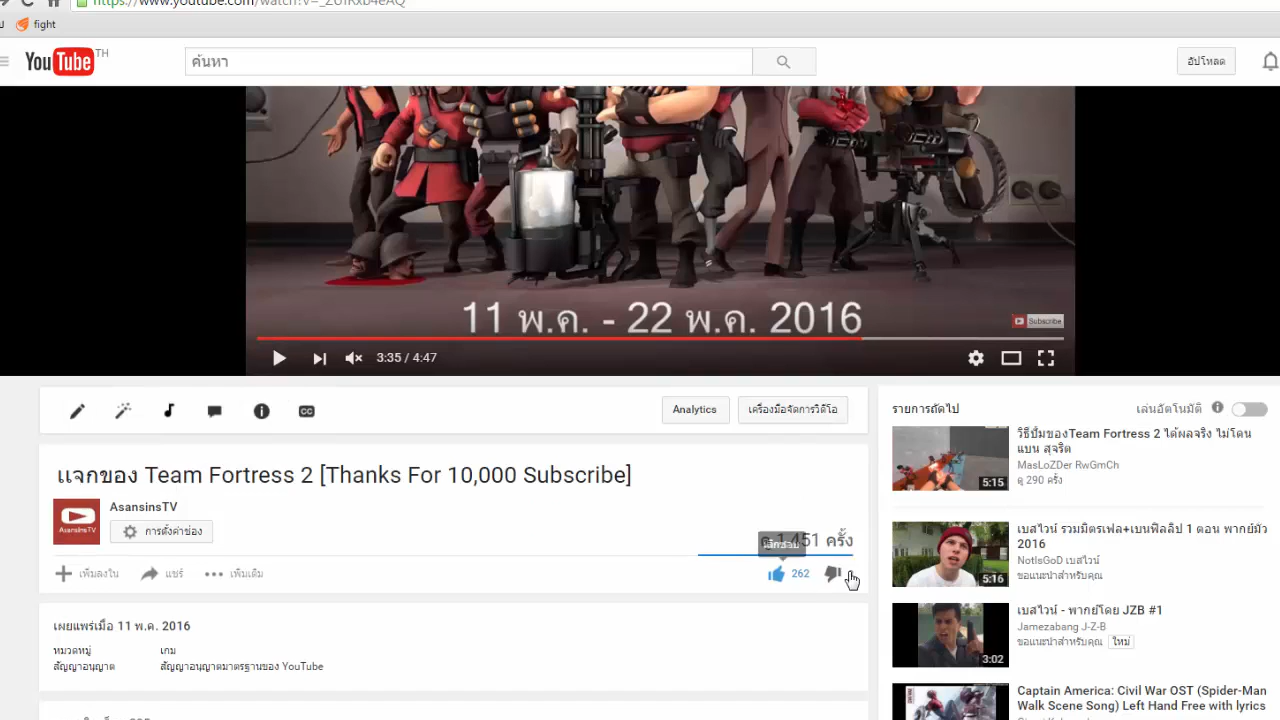 fight
YouTube TH
ค้นหา
อัปโหลด
11 พ.ค. - 22 พ.ค. 2016
Subscribe
3:35 / 4:47
Analytics
เครื่องมือจัดการวิดีโอ
แจกของ Team Fortress 2 [Thanks For 10,000 Subscribe]
AsansinsTV
AsansinsTV
การตั้งค่าช่อง
451 ครั้ง
เพิ่มลงใน
แชร์
เพิ่มเติม
262
เผยแพร่เมื่อ 11 พ.ค. 2016
หมวดหมู่ เกม
สัญญาอนุญาต สัญญาอนุญาตมาตรฐานของ YouTube
รายการถัดไป
เล่นอัตโนมัติ
วิธีปั๊มของTeam Fortress 2 ได้ผลจริง ไม่โดน
แบน สุจริต
MasLoZDer RwGmCh
ดู 290 ครั้ง
5:15
เบสไวน์ รวมมิตรเฟล+เบนฟิลลิป 1 ตอน พากย์มัว
2016
NotIsGoD เบสไวน์
ขอแนะนำสำหรับคุณ
5:16
เบสไวน์ - พากย์โดย JZB #1
Jamezabang J-Z-B
ขอแนะนำสำหรับคุณ ใหม่
3:02
Captain America: Civil War OST (Spider-Man
Walk Scene Song) Left Hand Free with lyrics